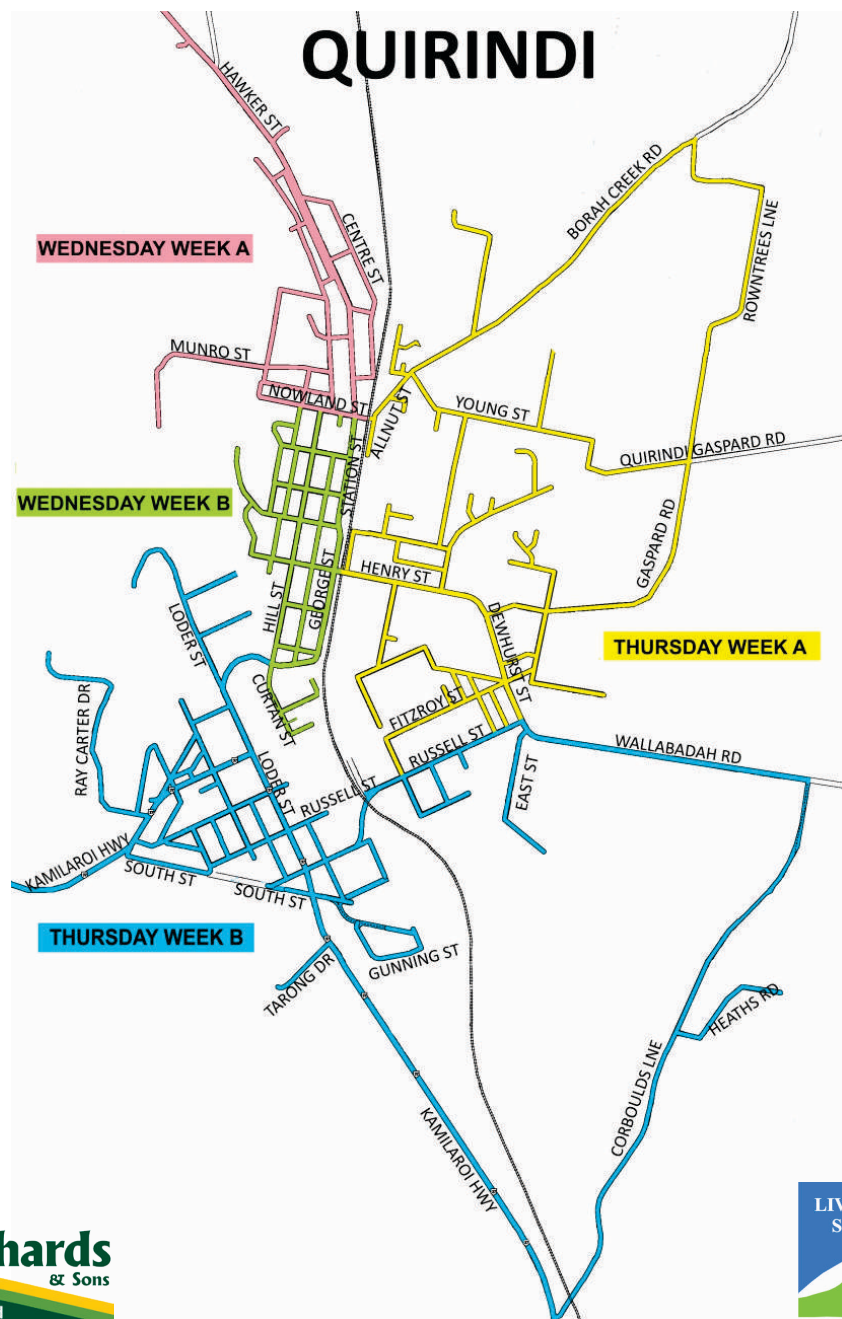 QUIRINDI
HAWKER ST
BORAH CREEK RD
ROWNTREES LNE
CENTRE ST
WEDNESDAY WEEK A
MUNRO ST
NOWLAND ST
ALLNUT ST
YOUNG ST
QUIRINDI GASPARD RD
STATION ST
WEDNESDAY WEEK B
GASPARD RD
HENRY ST
GEORGE ST
HILL ST
LODER ST
DEWHURST ST
THURSDAY WEEK A
RAY CARTER DR
CURTAN ST
FITZROY ST
RUSSELL ST
WALLABADAH RD
EAST ST
LODER ST
RUSSELL ST
KAMILAROI HWY
SOUTH ST
SOUTH ST
THURSDAY WEEK B
GUNNING ST
TARONG DR
HEATHS RD
CORBOULDS LNE
KAMILAROI HWY
LIV
S
hards
& Sons